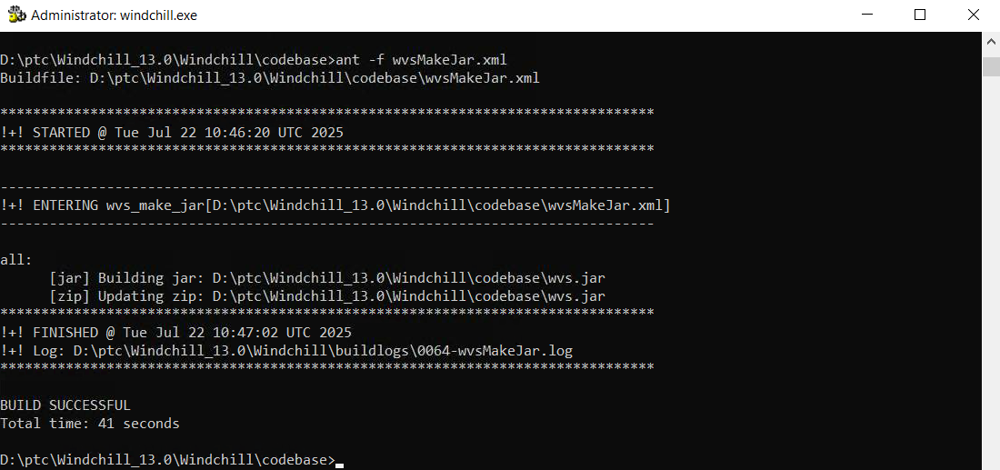 Administrator: windchill.exe
D:\ptc\Windchill_13.0\Windchill\codebase>ant -f wvsMakeJar.xml
Buildfile: D:\ptc\Windchill_13.0\Windchill\codebase\wvsMakeJar.xml
********************************************************************************
!+! STARTED @ Tue Jul 22 10:46:20 UTC 2025
********************************************************************************
--------------------------------------------------------------------------------
!+! ENTERING wvs_make_jar[D:\ptc\Windchill_13.0\Windchill\codebase\wvsMakeJar.xml]
--------------------------------------------------------------------------------
all:
[jar] Building jar: D:\ptc\Windchill_13.0\Windchill\codebase\wvs.jar
[zip] Updating zip: D:\ptc\Windchill_13.0\Windchill\codebase\wvs.jar
********************************************************************************
!+! FINISHED @ Tue Jul 22 10:47:02 UTC 2025
!+! Log: D:\ptc\Windchill_13.0\Windchill\buildlogs\0064-wvsMakeJar.log
********************************************************************************
BUILD SUCCESSFUL
Total time: 41 seconds
D:\ptc\Windchill_13.0\Windchill\codebase>